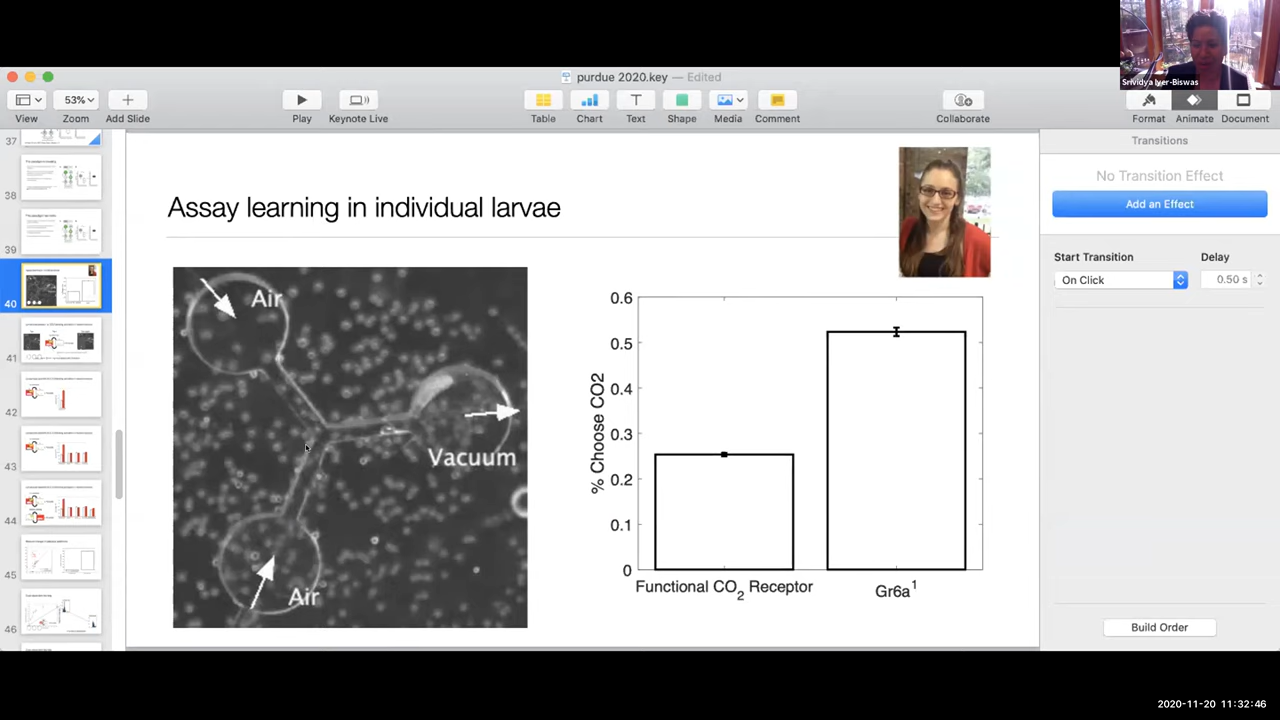 Srividya Iyer-Biswas
purdue 2020.key — Edited
53%
View
Zoom
Add Slide
Play
Keynote Live
Table
Chart
Text
Shape
Media
Comment
Collaborate
Format
Animate
Document
37
38
39
40
41
42
43
44
45
46
Assay learning in individual larvae
Air
Vacuum
Air
% Choose CO2
0.6
0.5
0.4
0.3
0.2
0.1
0
Functional CO2 Receptor
Gr6a1
Transitions
No Transition Effect
Add an Effect
Start Transition
Delay
On Click
0.50 s
Build Order
2020-11-20 11:32:46